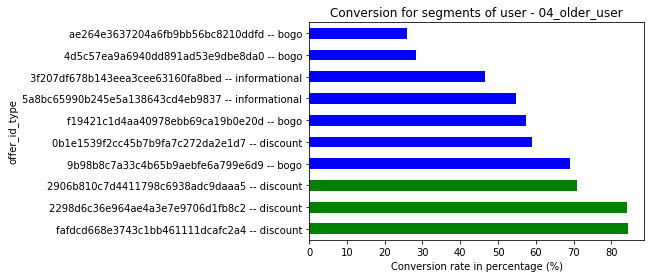 Conversion for segments of user - 04_older_user
offer_id_type
ae264e3637204a6fb9bb56bc8210ddfd -- bogo
4d5c57ea9a6940dd891ad53e9dbe8da0 -- bogo
3f207df678b143eea3cee63160fa8bed -- informational
5a8bc65990b245e5a138643cd4eb9837 -- informational
f19421c1d4aa40978ebb69ca19b0e20d -- bogo
0b1e1539f2cc45b7b9fa7c272da2e1d7 -- discount
9b98b8c7a33c4b65b9aebfe6a799e6d9 -- bogo
2906b810c7d4411798c6938adc9daaa5 -- discount
2298d6c36e964ae4a3e7e9706d1fb8c2 -- discount
fafdcd668e3743c1bb461111dcafc2a4 -- discount
0 10 20 30 40 50 60 70 80
Conversion rate in percentage (%)